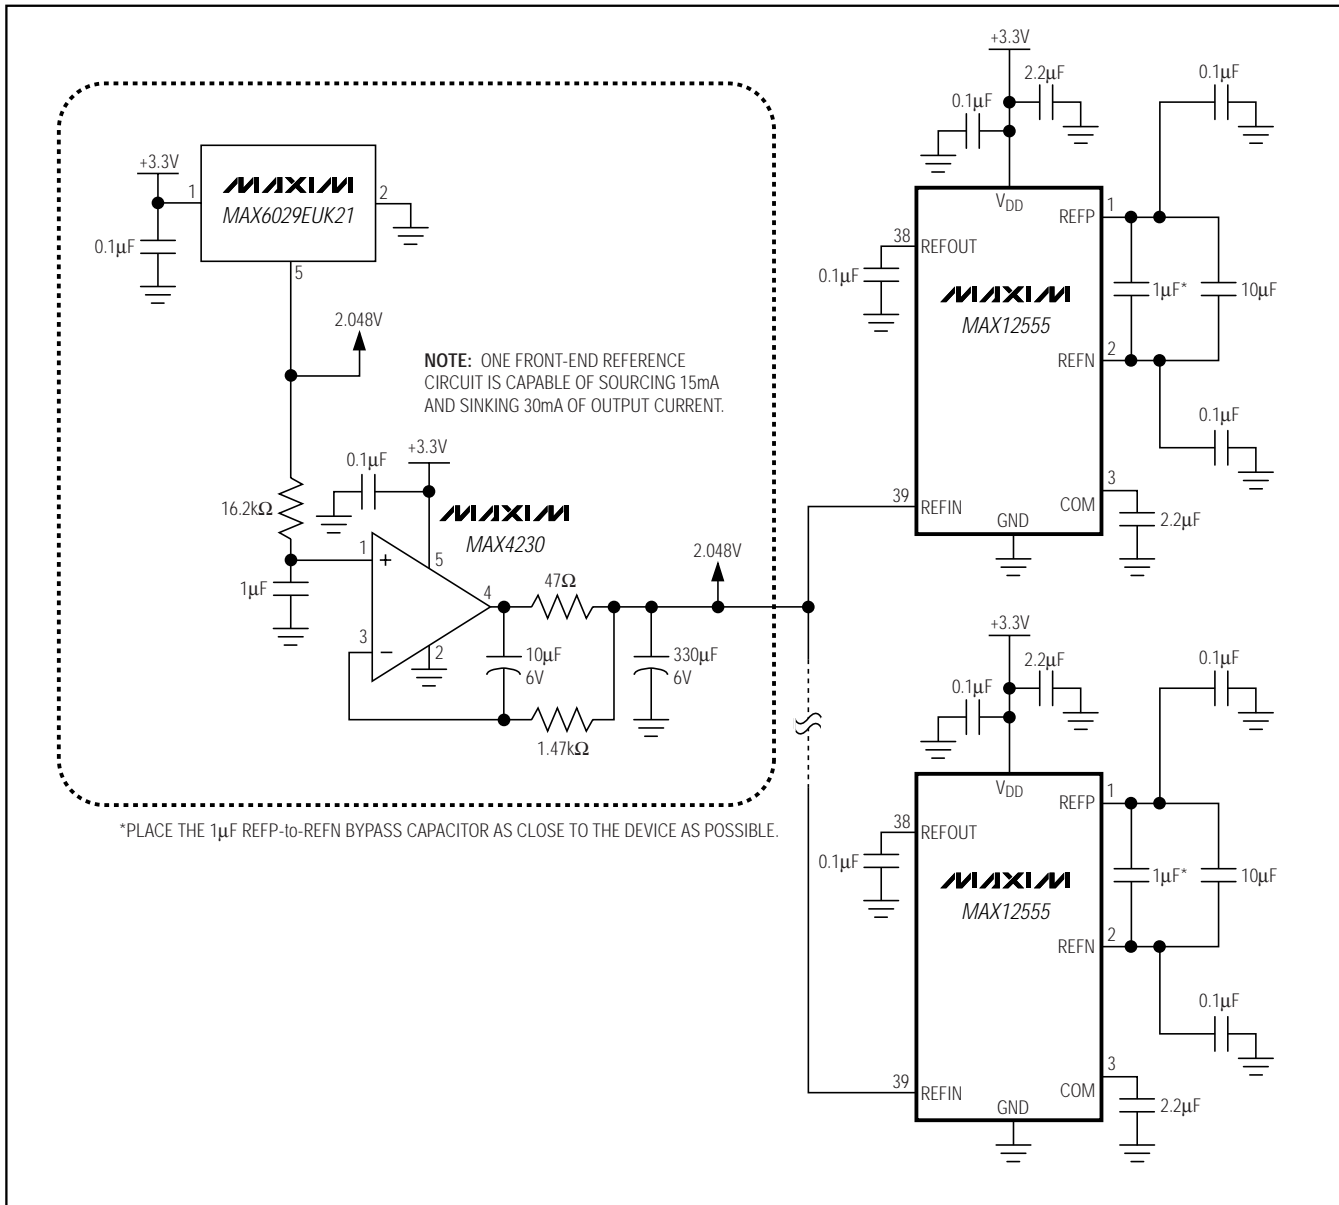 +3.3V
1
MAXIM
MAX6029EUK21
2
0.1µF
5
2.048V
NOTE: ONE FRONT-END REFERENCE
CIRCUIT IS CAPABLE OF SOURCING 15mA
AND SINKING 30mA OF OUTPUT CURRENT.
16.2kΩ
0.1µF
+3.3V
MAXIM
MAX4230
1
+
5
1µF
3
−
2
4
47Ω
10µF
6V
1.47kΩ
330µF
6V
2.048V
*PLACE THE 1µF REFP-to-REFN BYPASS CAPACITOR AS CLOSE TO THE DEVICE AS POSSIBLE.
+3.3V
2.2µF
0.1µF
0.1µF
VDD
REFP
1
38
REFOUT
0.1µF
MAXIM
MAX12555
1µF*
10µF
REFN
2
0.1µF
39
REFIN
GND
COM
3
2.2µF
+3.3V
2.2µF
0.1µF
0.1µF
VDD
REFP
1
38
REFOUT
0.1µF
MAXIM
MAX12555
1µF*
10µF
REFN
2
0.1µF
39
REFIN
GND
COM
3
2.2µF